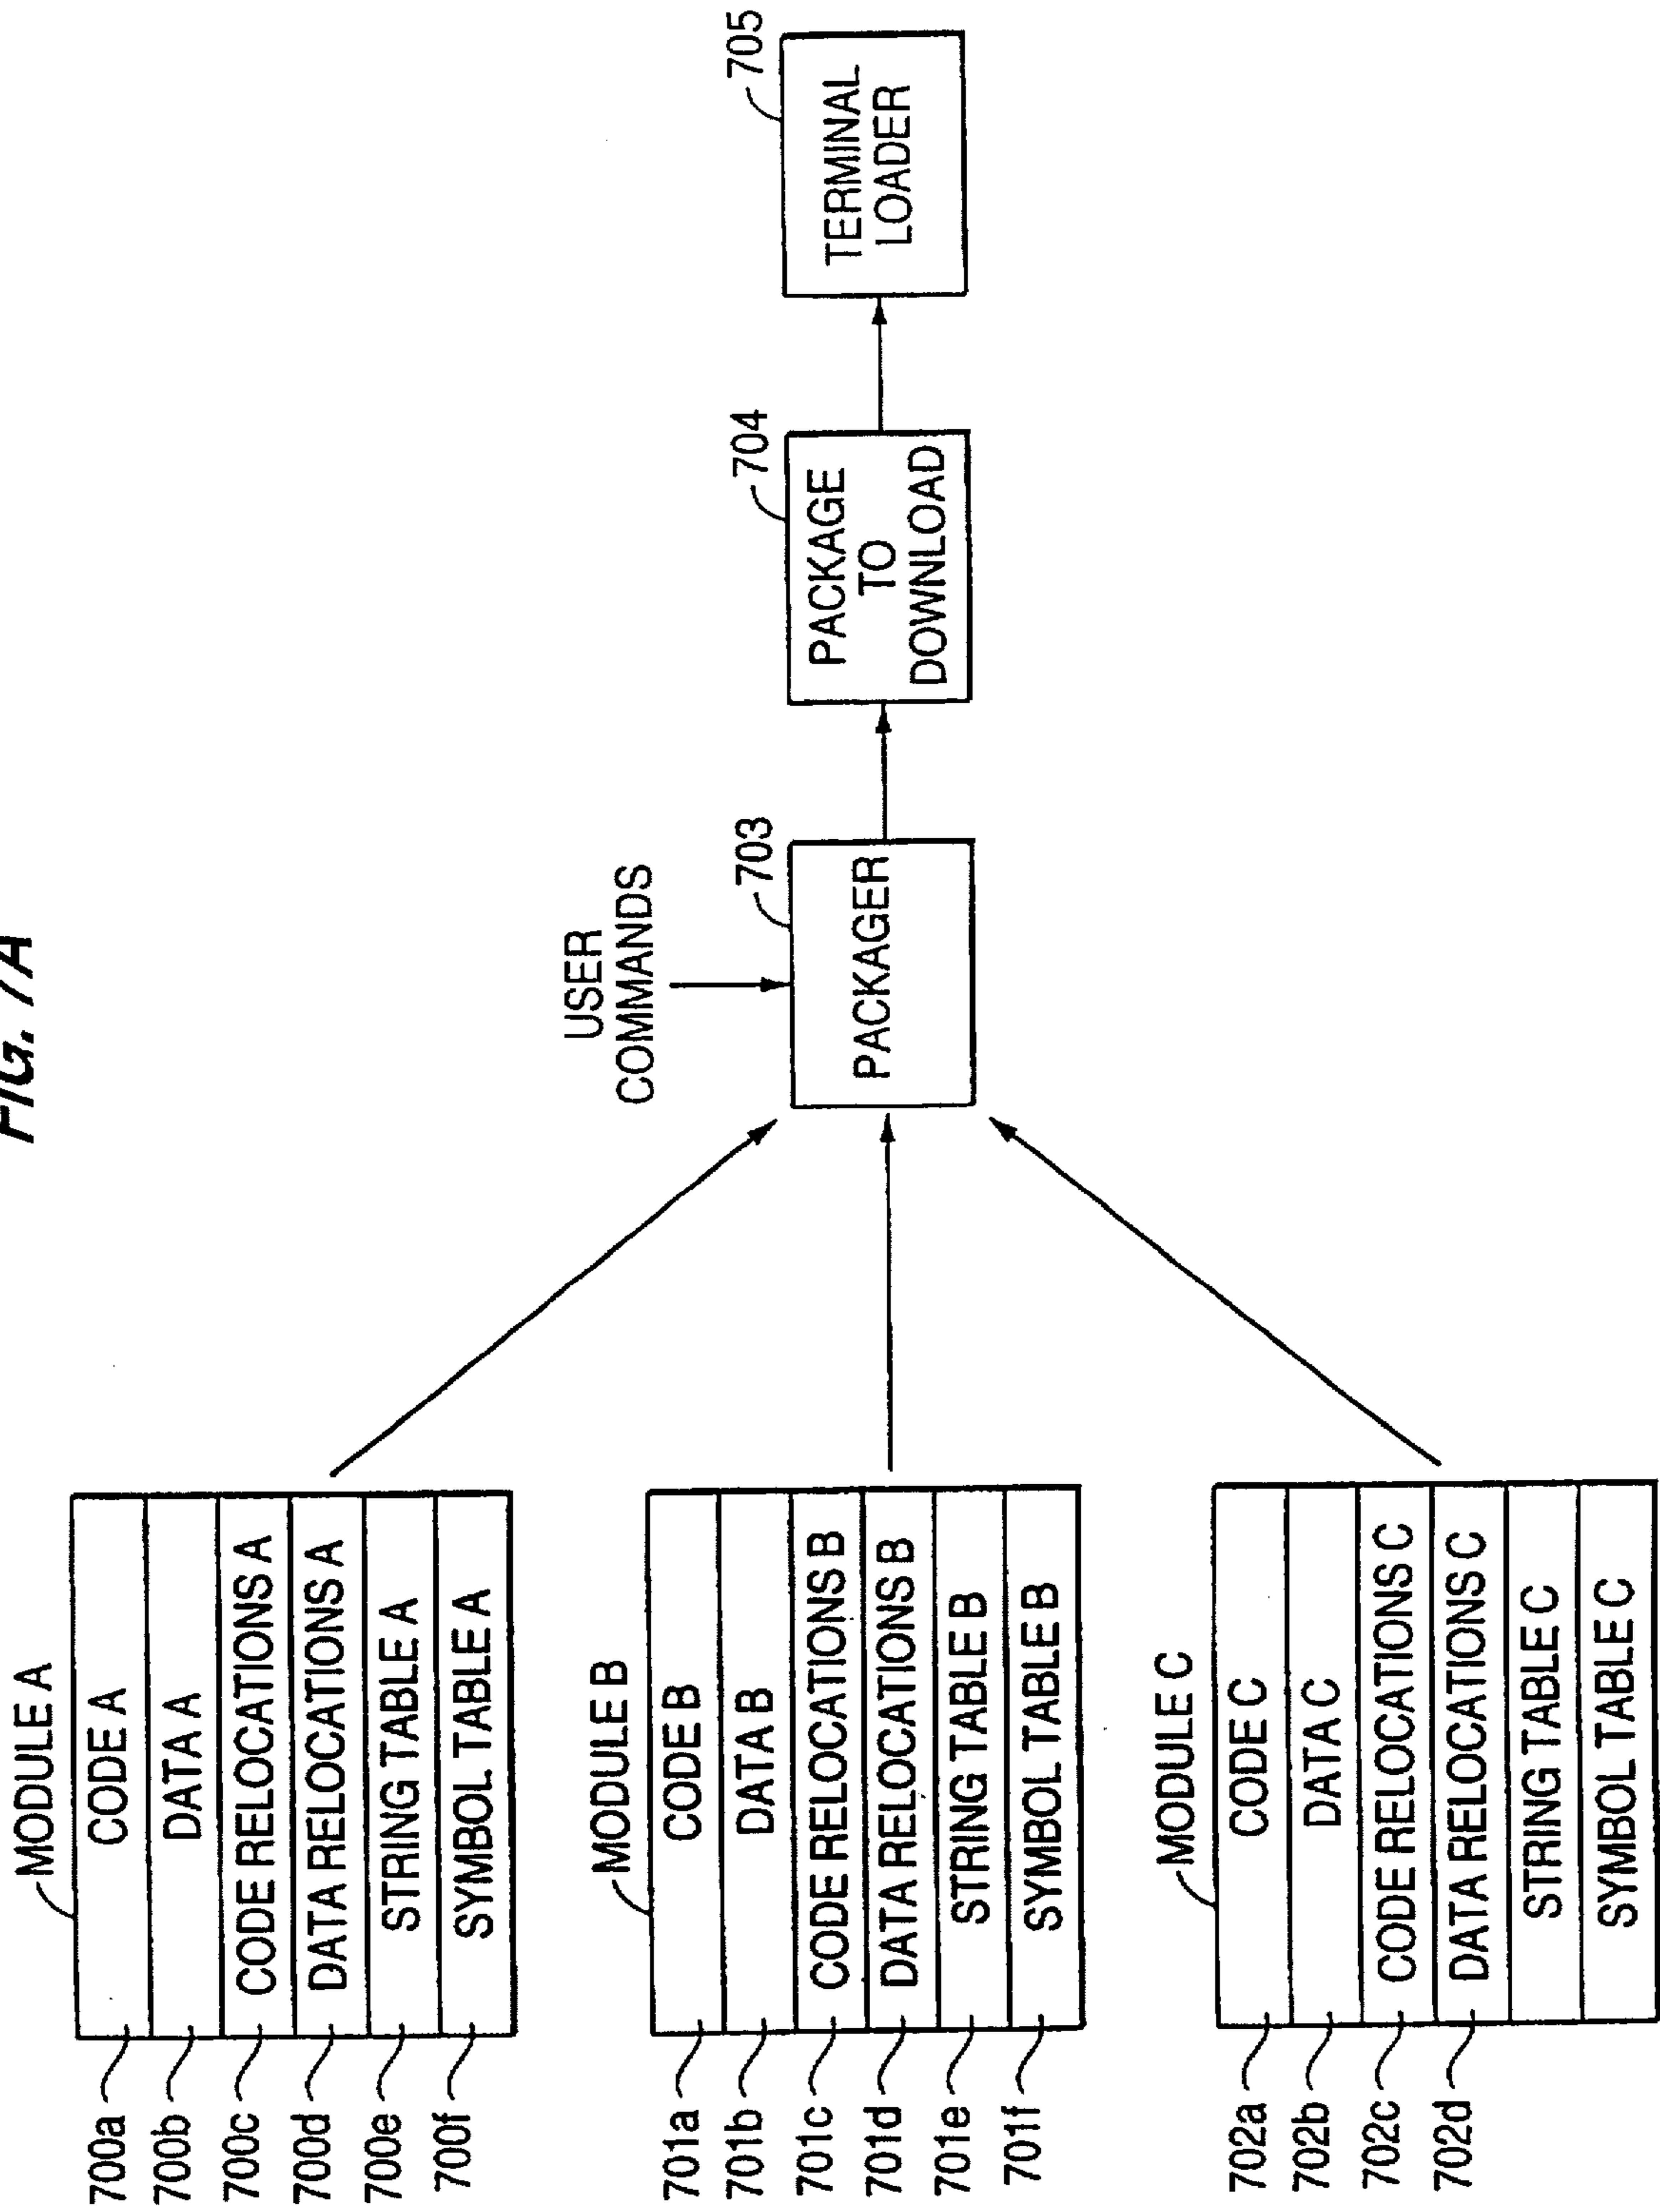 FIG. 7A
MODULE A
700a CODE A
700b DATA A
700c CODE RELOCATIONS A
700d DATA RELOCATIONS A
700e STRING TABLE A
700f SYMBOL TABLE A
MODULE B
701a CODE B
701b DATA B
701c CODE RELOCATIONS B
701d DATA RELOCATIONS B
701e STRING TABLE B
701f SYMBOL TABLE B
MODULE C
702a CODE C
702b DATA C
702c CODE RELOCATIONS C
702d DATA RELOCATIONS C
STRING TABLE C
SYMBOL TABLE C
USER
COMMANDS
703
PACKAGER
704
PACKAGE
TO
DOWNLOAD
705
TERMINAL
LOADER